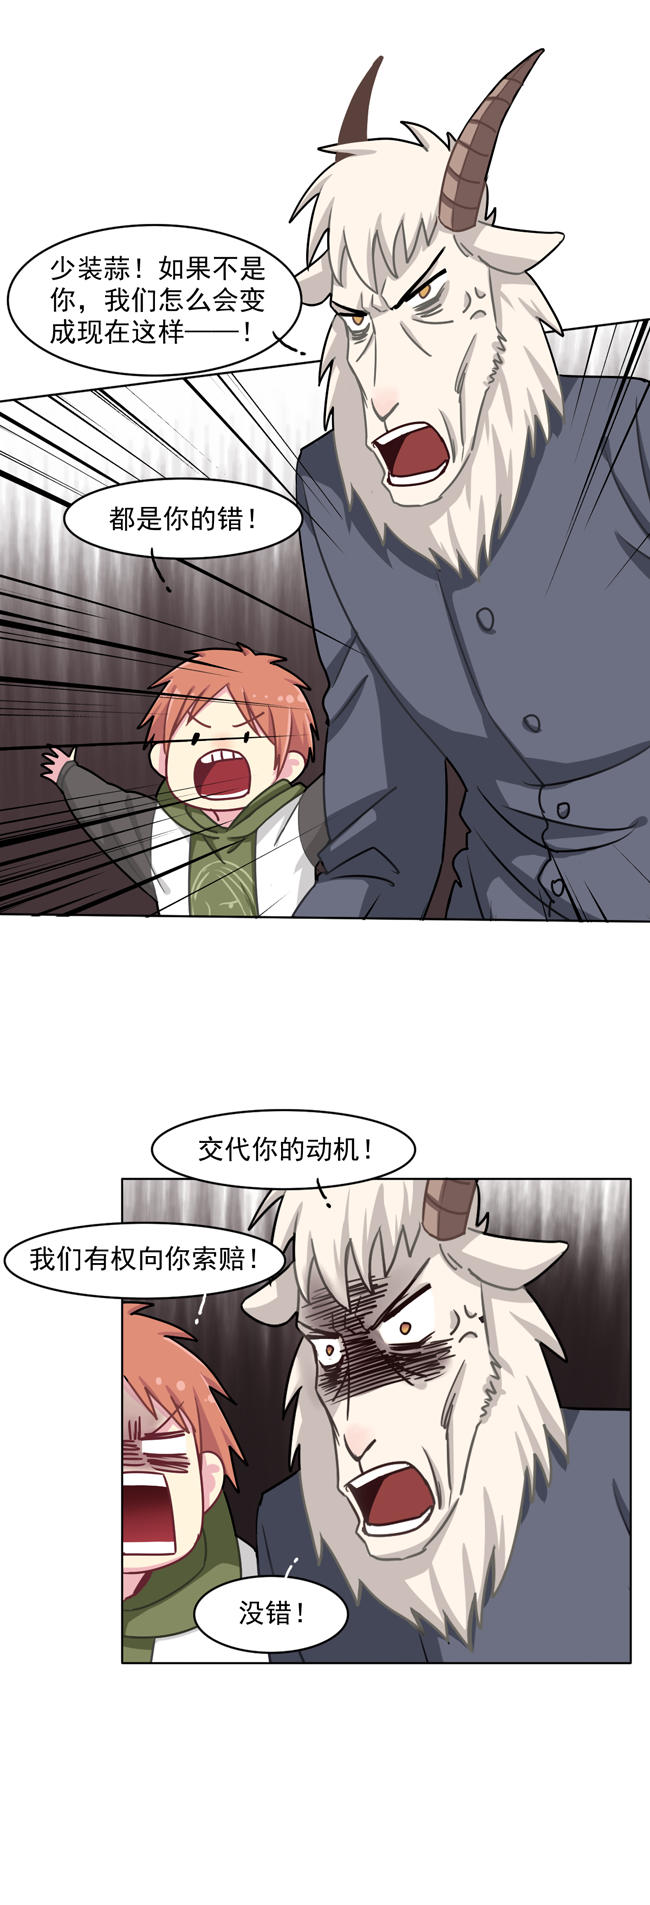 少装蒜！如果不是
你，我们怎么会变
成现在这样——！
都是你的错！
交代你的动机！
我们有权向你索赔！
没错！